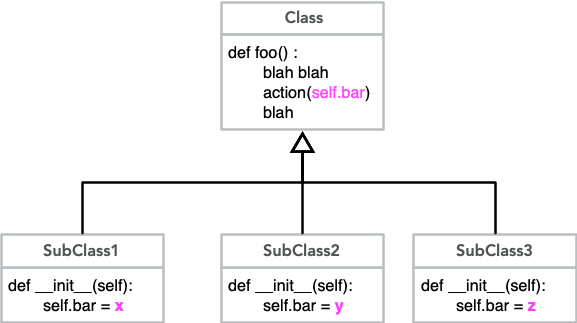 Class
def foo() :
blah blah
action(self.bar)
blah
SubClass1
def __init__(self):
self.bar = x
SubClass2
def __init__(self):
self.bar = y
SubClass3
def __init__(self):
self.bar = z